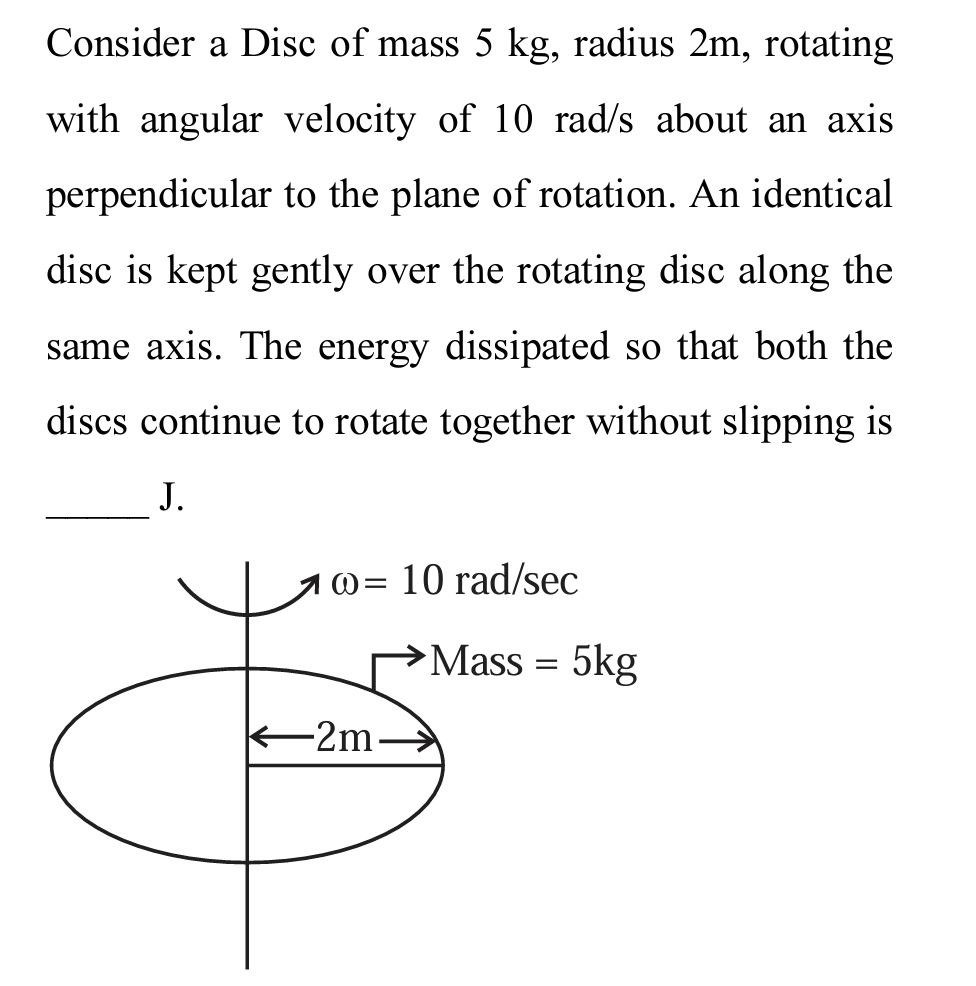 Consider a Disc of mass 5 kg, radius 2m, rotating
with angular velocity of 10 rad/s about an axis
perpendicular to the plane of rotation. An identical
disc is kept gently over the rotating disc along the
same axis. The energy dissipated so that both the
discs continue to rotate together without slipping is
_____ J.
ω= 10 rad/sec
Mass = 5kg
2m